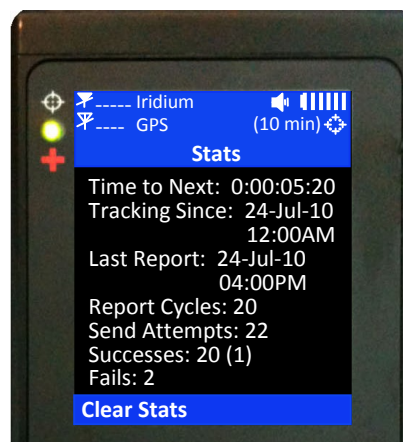 ----- Iridium
---- GPS (10 min)
Stats
Time to Next: 0:00:05:20
Tracking Since: 24-Jul-10
12:00AM
Last Report: 24-Jul-10
04:00PM
Report Cycles: 20
Send Attempts: 22
Successes: 20 (1)
Fails: 2
Clear Stats